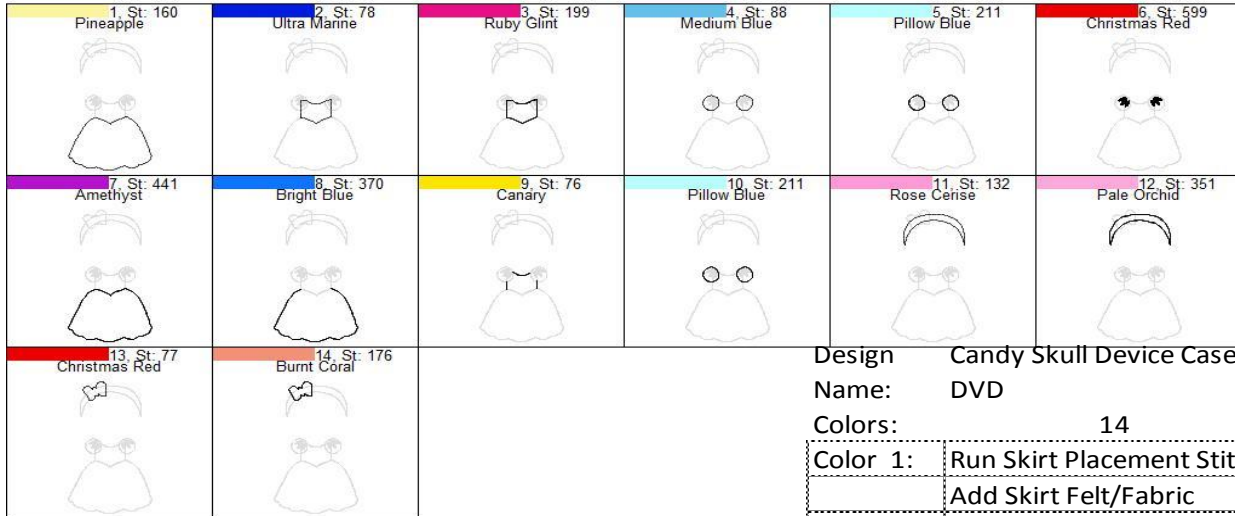 1, St: 160
Pineapple
2, St: 78
Ultra Marine
3, St: 199
Ruby Glint
4, St: 88
Medium Blue
5, St: 211
Pillow Blue
6, St: 599
Christmas Red
7, St: 441
Amethyst
8, St: 370
Bright Blue
9, St: 76
Canary
10, St: 211
Pillow Blue
11, St: 132
Rose Cerise
12, St: 351
Pale Orchid
13, St: 77
Christmas Red
14, St: 176
Burnt Coral
Design Candy Skull Device Case
Name: DVD
Colors: 14
Color 1: Run Skirt Placement Stit
Add Skirt Felt/Fabric